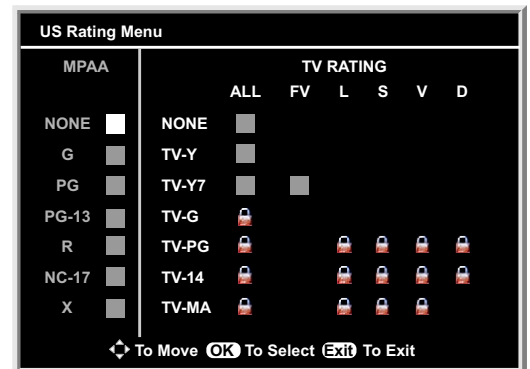 US Rating Menu
MPAA TV RATING
ALL FV L S V D
NONE NONE
G TV-Y
PG TV-Y7
PG-13 TV-G
R TV-PG
NC-17 TV-14
X TV-MA
To Move OK To Select Exit To Exit